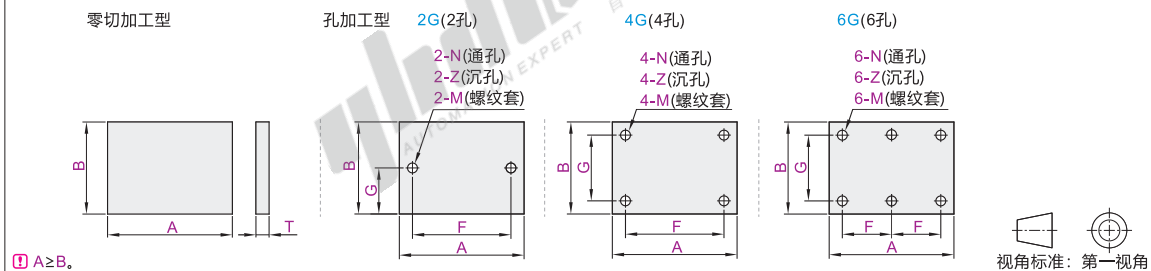 零切加工型
孔加工型 2G(2孔)
2-N(通孔)
2-Z(沉孔)
2-M(螺纹套)
4G(4孔)
4-N(通孔)
4-Z(沉孔)
4-M(螺纹套)
6G(6孔)
6-N(通孔)
6-Z(沉孔)
6-M(螺纹套)
B
A
T
B
G
F
A
B
G
F
A
B
G
F
F
A
AUTOMATION EXPERT
A≥B。
视角标准：第一视角